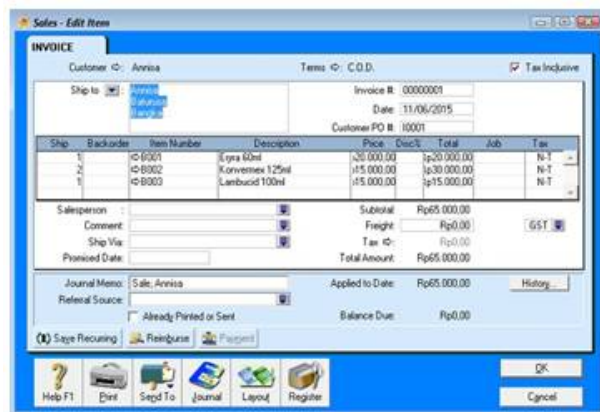 Sales - Edit Item
INVOICE
Customer ⇨: Annisa
Terms ⇨: C.O.D.
Tax Inclusive
Ship to : Annisa
Baturusa
Bangka
Invoice #: 00000001
Date: 11/06/2015
Customer PO #: I0001
Ship Backorder Item Number Description Price Disc% Total Job Tax
1 ⇨B001 60ml 20.000,00 Rp20.000,00 N-T
2 ⇨B002 Konvermex 125ml 15.000,00 Rp30.000,00 N-T
1 ⇨B003 Lambucid 100ml 15.000,00 Rp15.000,00 N-T
Salesperson : Subtotal: Rp65.000,00
Comment: Freight: Rp0,00 GST
Ship Via: Tax ⇨: Rp0,00
Promised Date: Total Amount: Rp65.000,00
Journal Memo: Sale; Annisa Applied to Date: Rp65.000,00 History...
Referral Source:
Already Printed or Sent Balance Due: Rp0,00
Save Recurring Reimburse Payment
Help F1 Print Send To Journal Layout Register
OK
Cancel